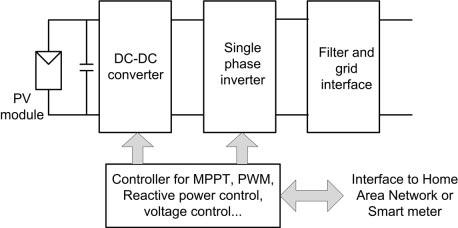 PV
module
DC-DC
converter
Single
phase
inverter
Filter and
grid
interface
Controller for MPPT, PWM,
Reactive power control,
voltage control...
Interface to Home
Area Network or
Smart meter